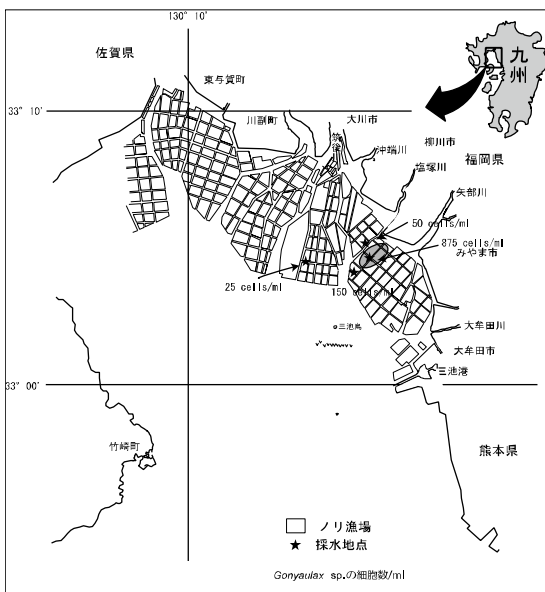 130° 10′
佐賀県
九州
東与賀町
33° 10′
川副町
大川市
筑後川
沖端川
柳川市
福岡県
塩塚川
矢部川
50 cells/ml
875 cells/ml
みやま市
25 cells/ml
150 cells/ml
三池島
大牟田川
大牟田市
三池港
33° 00′
竹崎町
熊本県
ノリ漁場
採水地点
Gonyaulax sp.の細胞数/ml